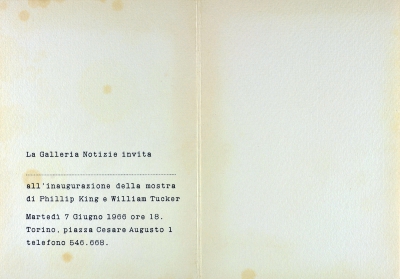 La Galleria Notizie invita
all'inaugurazione della mostra
di Phillip King e William Tucker
Martedì 7 Giugno 1966 ore 18.
Torino, piazza Cesare Augusto 1
telefono 546.668.